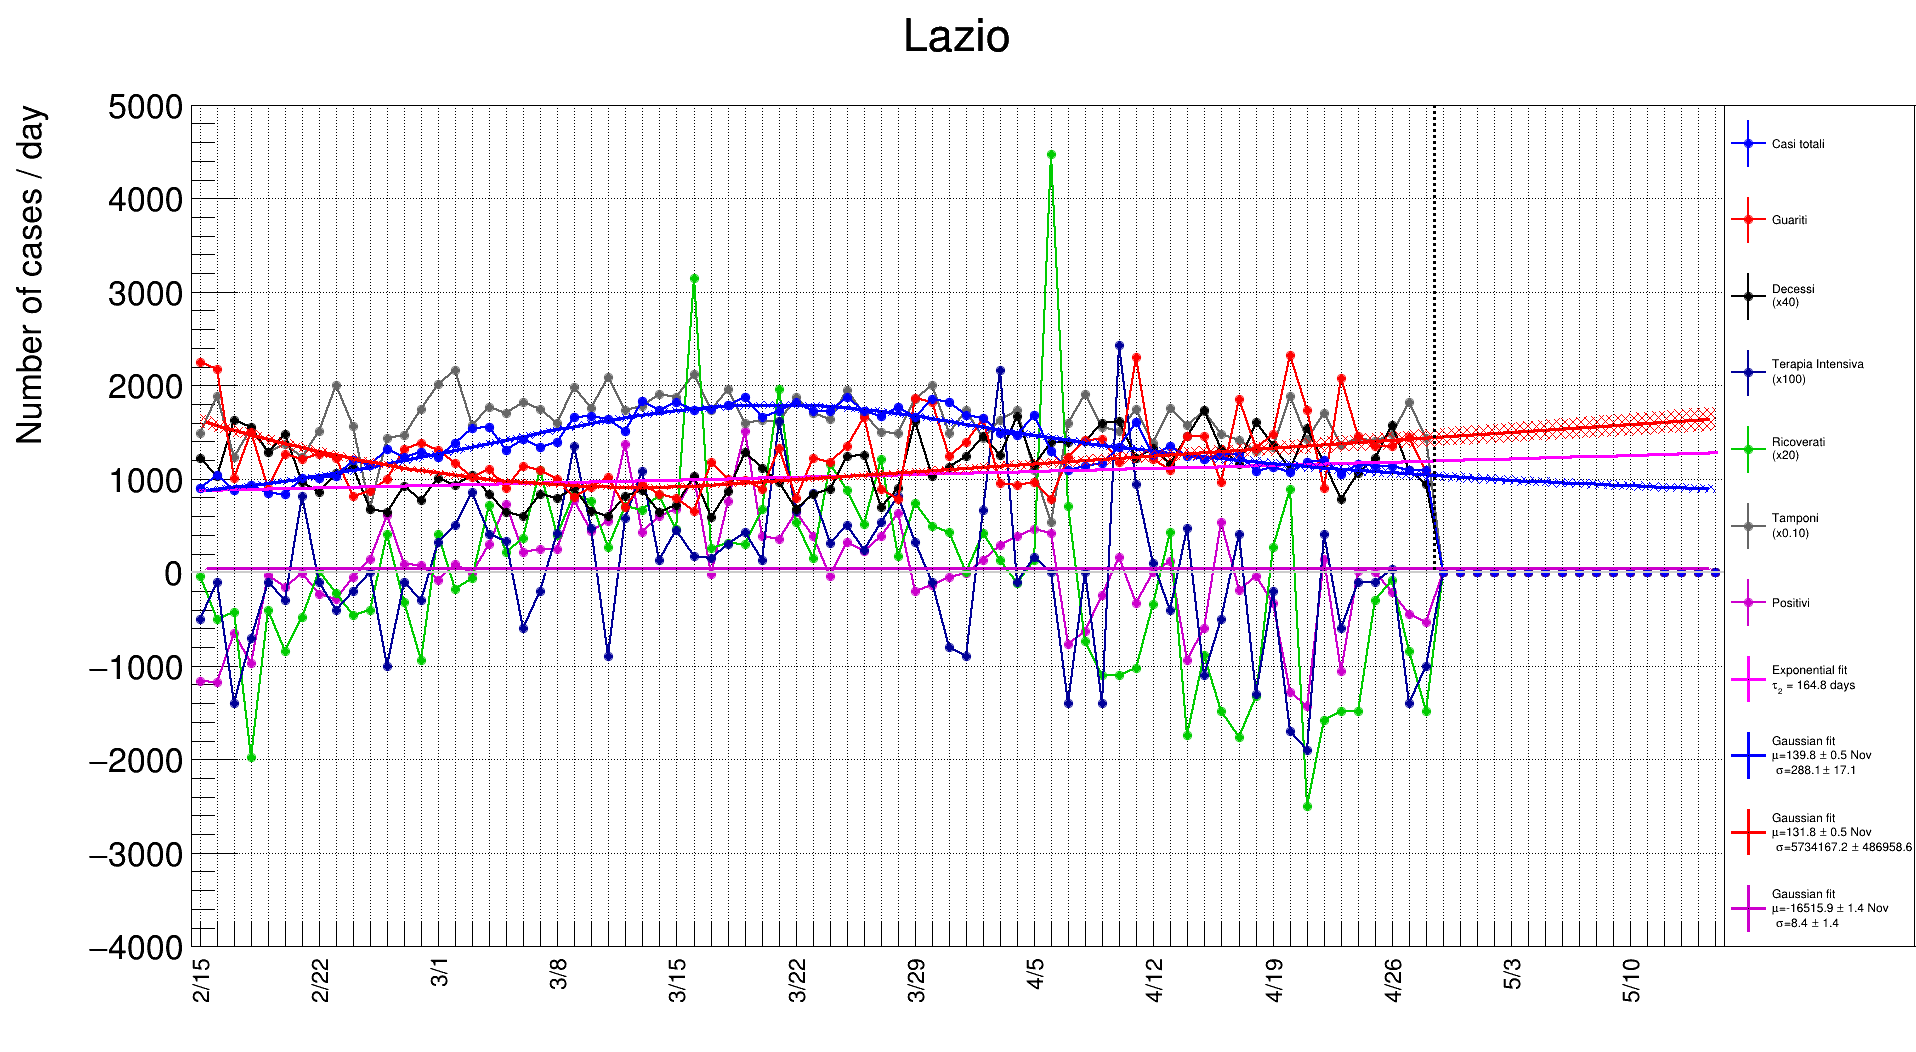 Lazio
Number of cases / day
5000
4000
3000
2000
1000
0
−1000
−2000
−3000
−4000
2/15
2/22
3/1
3/8
3/15
3/22
3/29
4/5
4/12
4/19
4/26
5/3
5/10
Casi totali
Guariti
Decessi
(x40)
Terapia Intensiva
(x100)
Ricoverati
(x20)
Tamponi
(x0.10)
Positivi
Exponential fit
τ2 = 164.8 days
Gaussian fit
μ=139.8 ± 0.5 Nov
σ=288.1 ± 17.1
Gaussian fit
μ=131.8 ± 0.5 Nov
σ=5734167.2 ± 486958.6
Gaussian fit
μ=-16515.9 ± 1.4 Nov
σ=8.4 ± 1.4